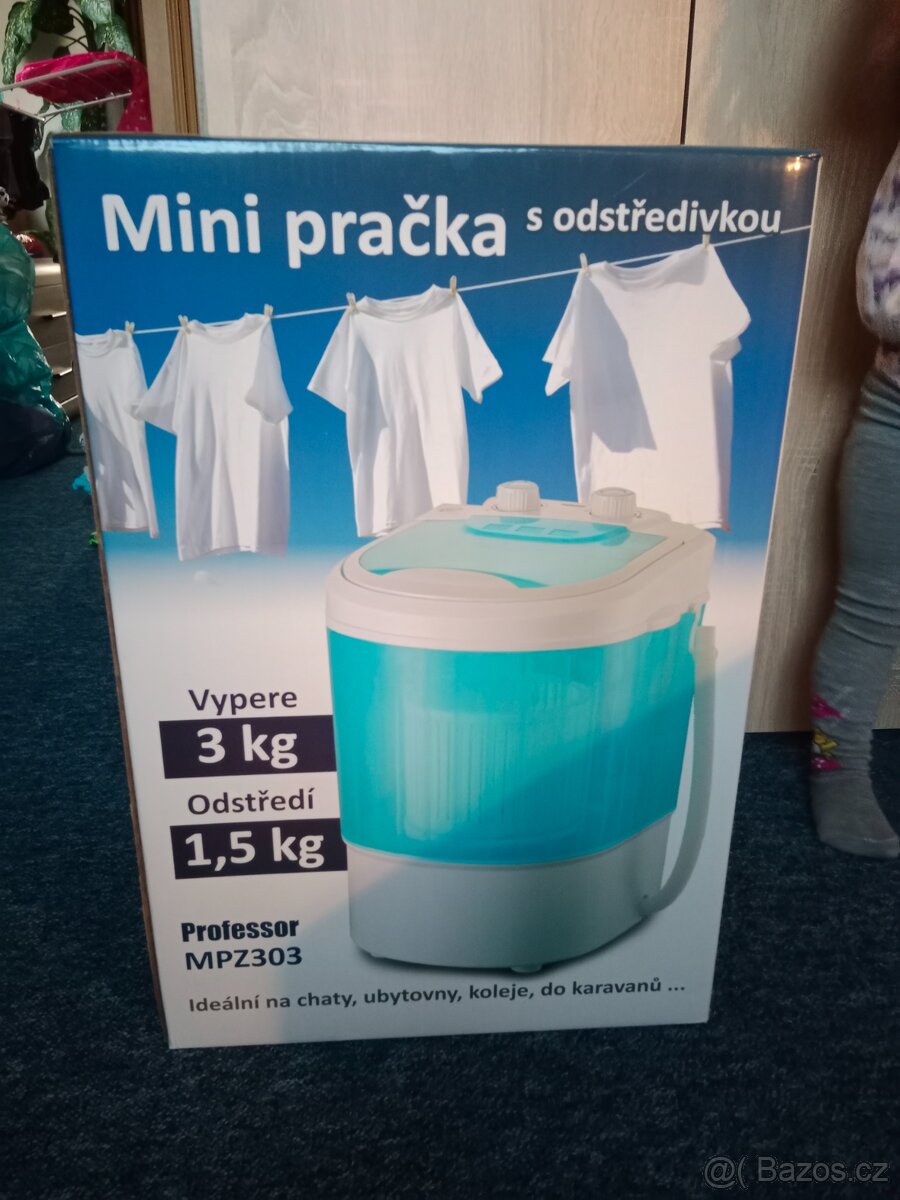 Mini pračka s odstředivkou
Vypere
3 kg
Odstředí
1,5 kg
Professor
MPZ303
Ideální na chaty, ubytovny, koleje, do karavanů ...
@( Bazos.cz